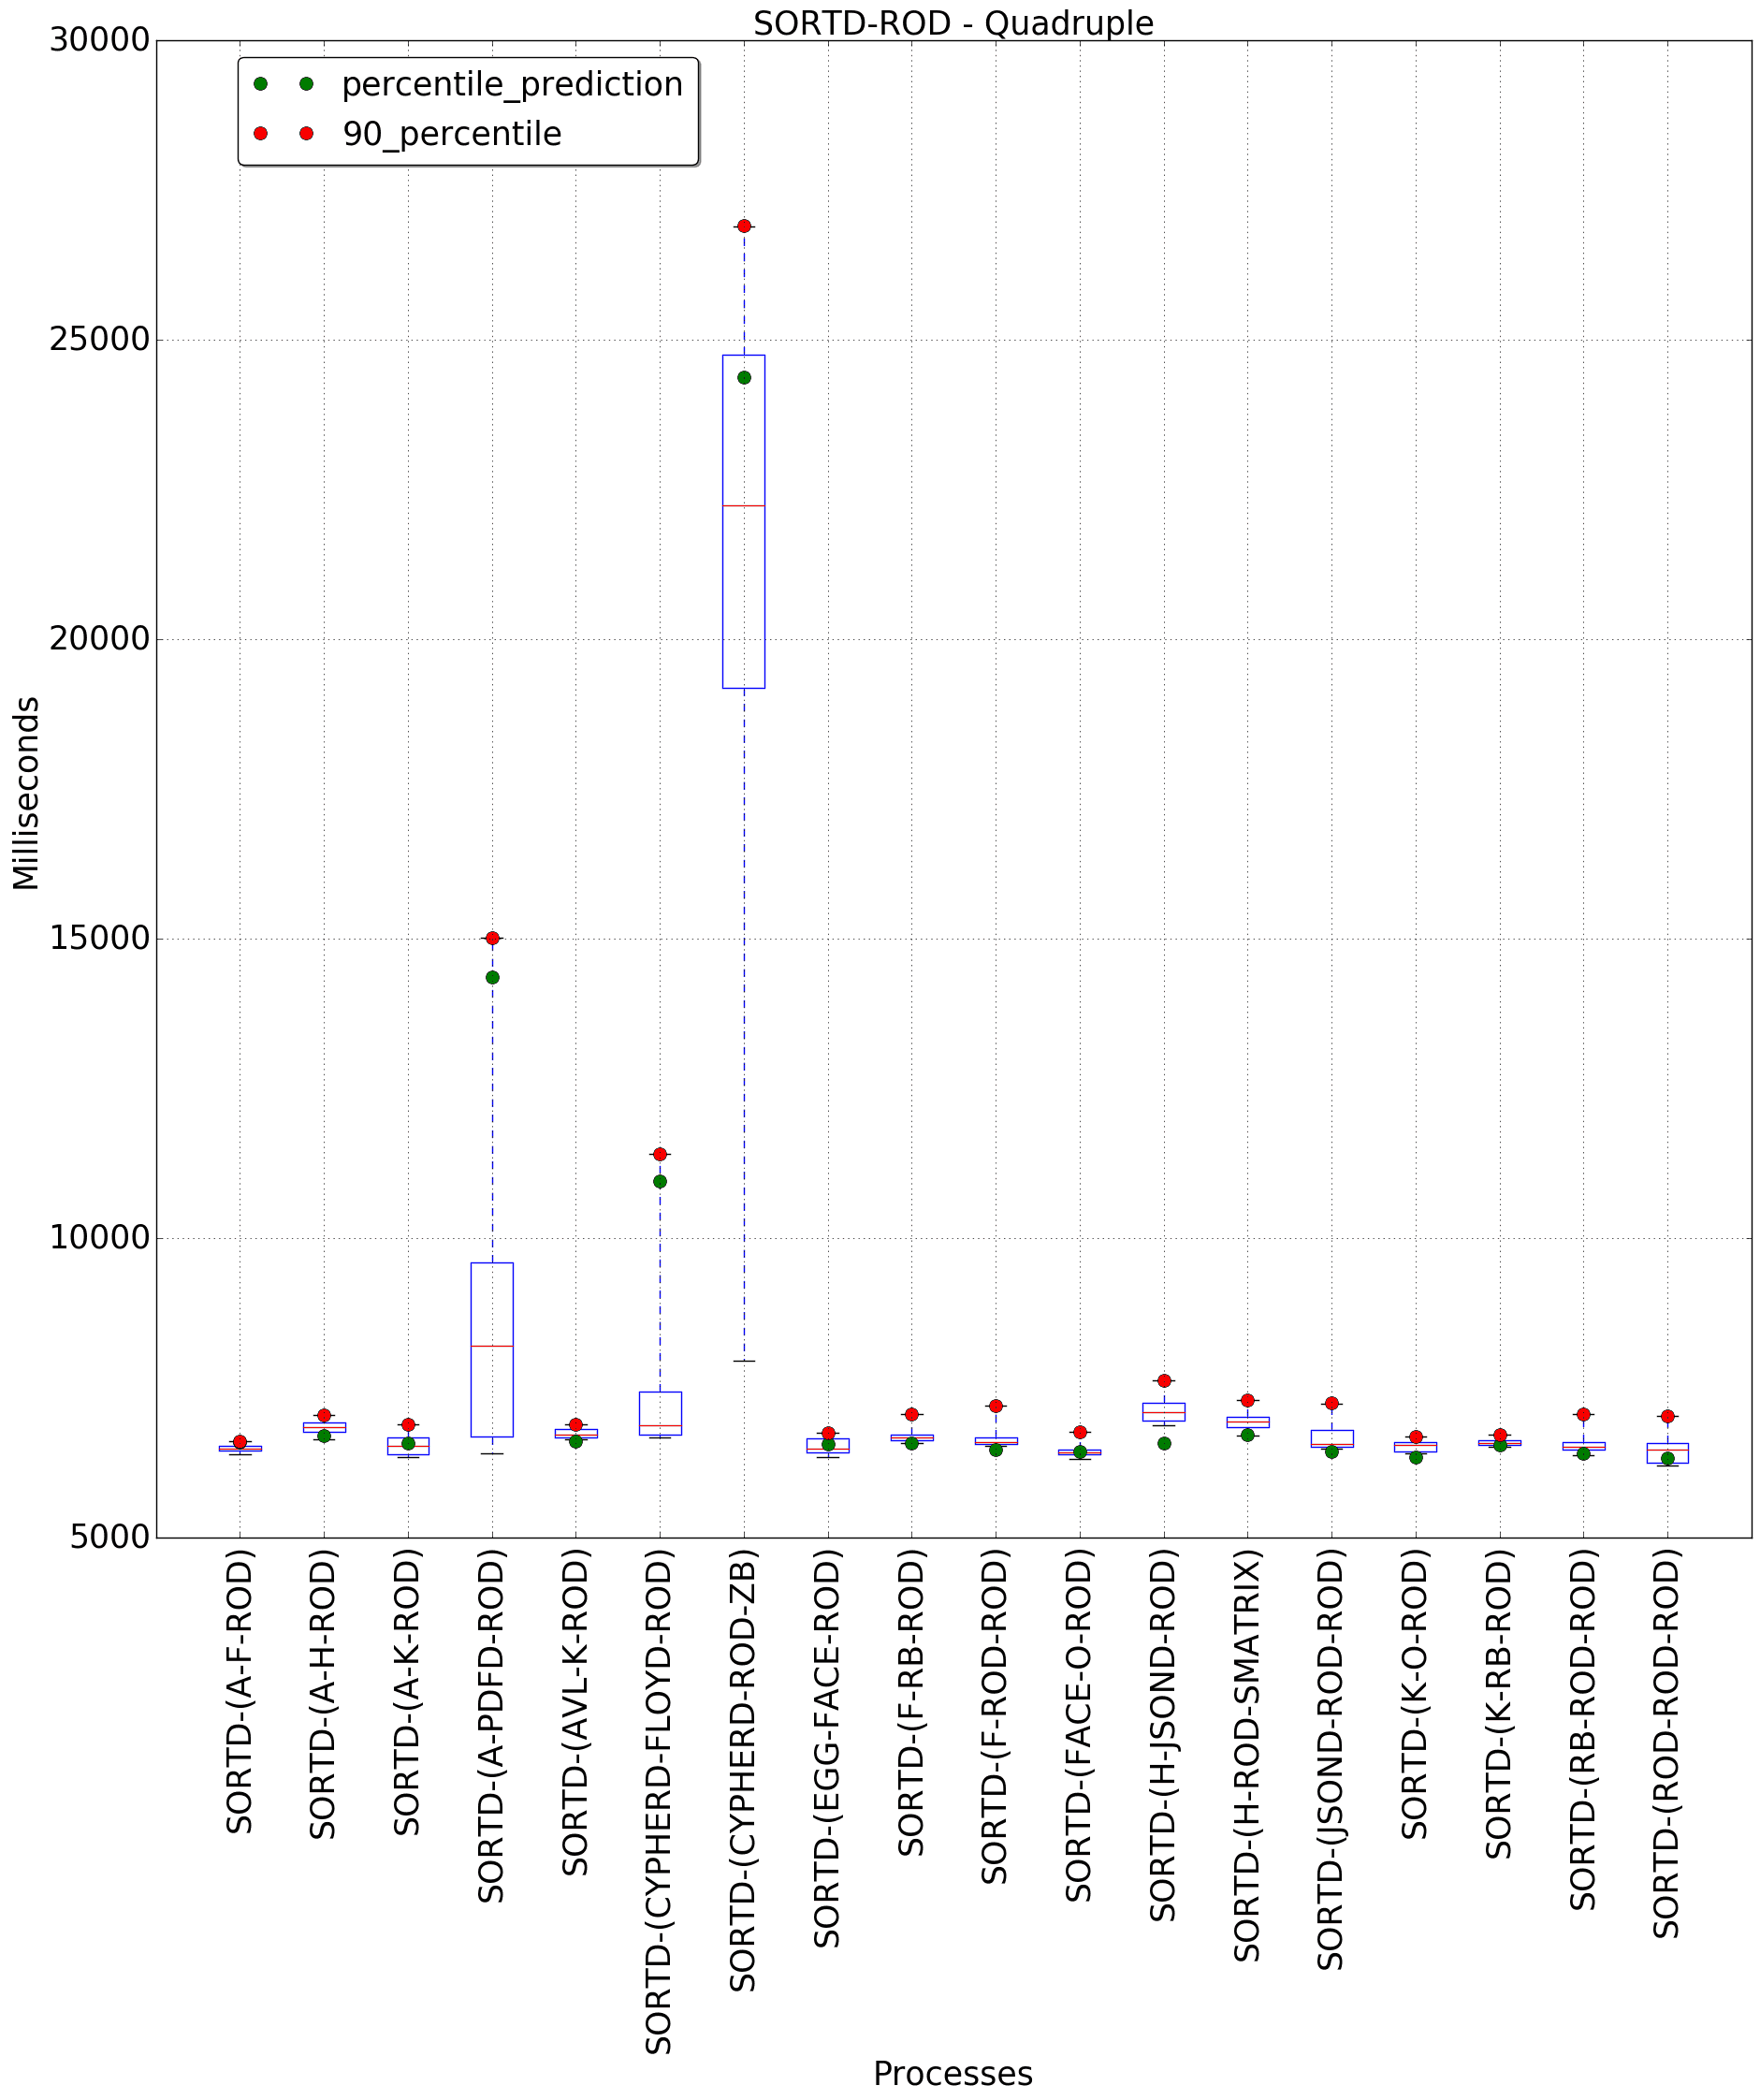 SORTD-ROD - Quadruple
percentile_prediction
90_percentile
30000
25000
20000
15000
10000
5000
Milliseconds
SORTD-(A-F-ROD)
SORTD-(A-H-ROD)
SORTD-(A-K-ROD)
SORTD-(A-PDFD-ROD)
SORTD-(AVL-K-ROD)
SORTD-(CYPHERD-FLOYD-ROD)
SORTD-(CYPHERD-ROD-ZB)
SORTD-(EGG-FACE-ROD)
SORTD-(F-RB-ROD)
SORTD-(F-ROD-ROD)
SORTD-(FACE-O-ROD)
SORTD-(H-JSOND-ROD)
SORTD-(H-ROD-SMATRIX)
SORTD-(JSOND-ROD-ROD)
SORTD-(K-O-ROD)
SORTD-(K-RB-ROD)
SORTD-(RB-ROD-ROD)
SORTD-(ROD-ROD-ROD)
Processes